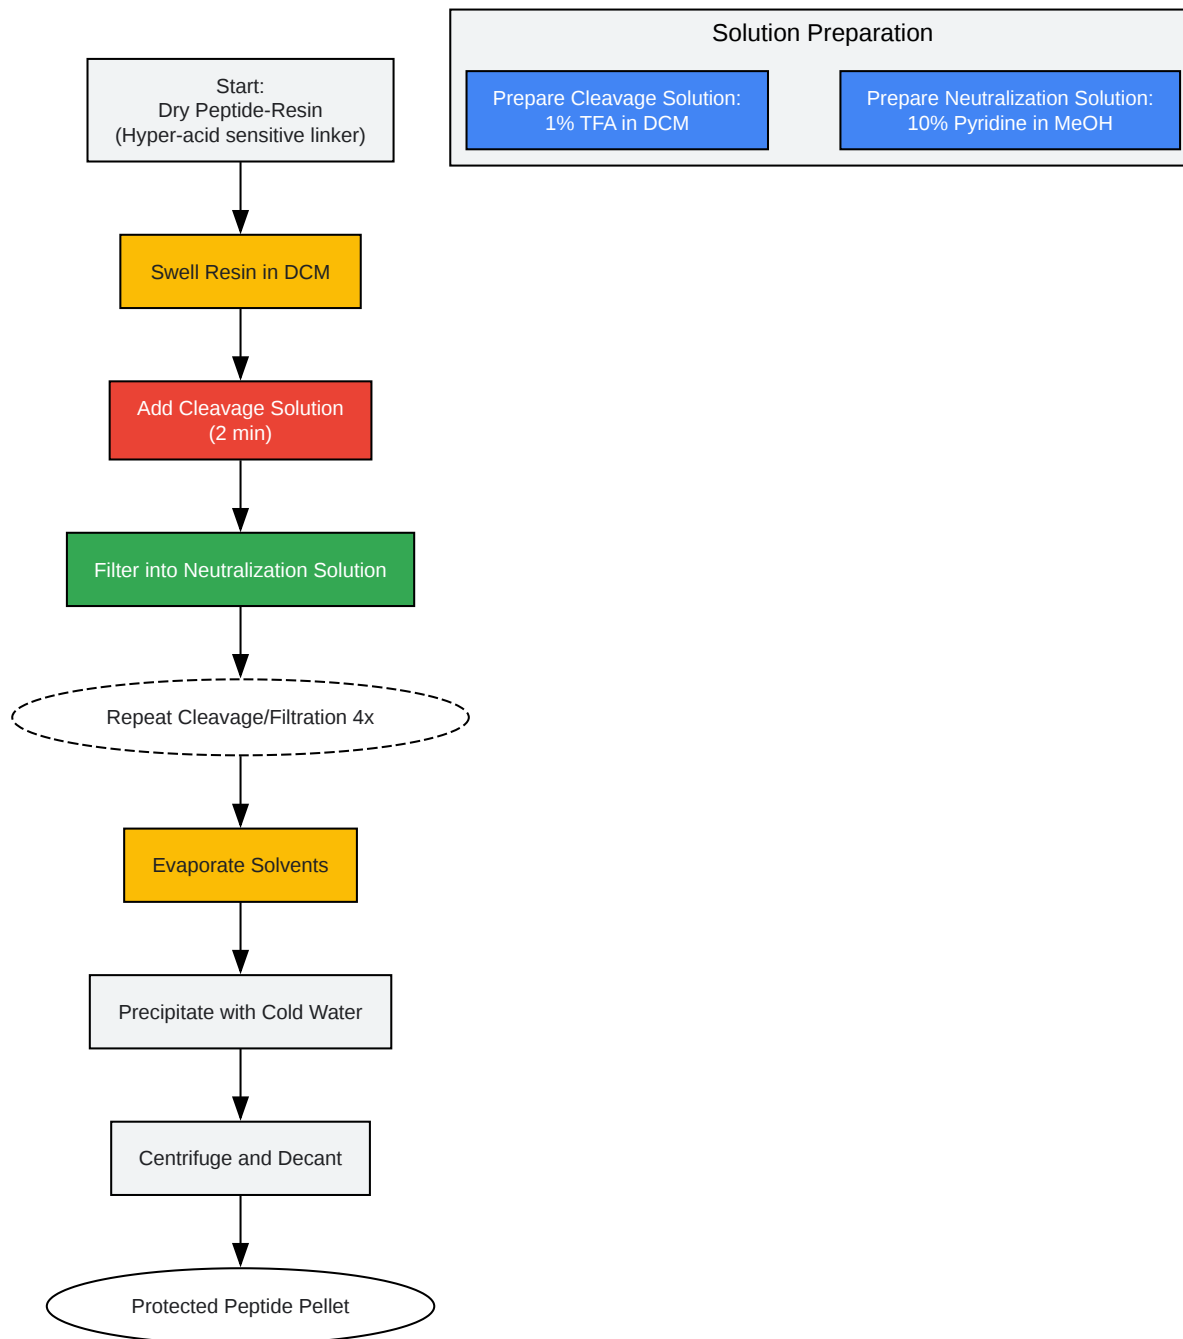 Solution Preparation
Start:
Dry Peptide-Resin
(Hyper-acid sensitive linker)
Prepare Cleavage Solution:
1% TFA in DCM
Prepare Neutralization Solution:
10% Pyridine in MeOH
Swell Resin in DCM
Add Cleavage Solution
(2 min)
Filter into Neutralization Solution
Repeat Cleavage/Filtration 4x
Evaporate Solvents
Precipitate with Cold Water
Centrifuge and Decant
Protected Peptide Pellet